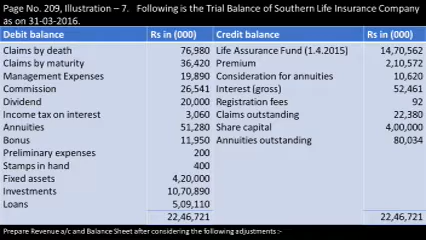 Page No. 209, Illustration – 7. Following is the Trial Balance of Southern Life Insurance Company
as on 31-03-2016.
Debit balance Rs in (000) Credit balance Rs in (000)
Claims by death 76,980 Life Assurance Fund (1.4.2015) 14,70,562
Claims by maturity 36,420 Premium 2,10,572
Management Expenses 19,890 Consideration for annuities 10,620
Commission 26,541 Interest (gross) 52,461
Dividend 20,000 Registration fees 92
Income tax on interest 3,060 Claims outstanding 22,380
Annuities 51,280 Share capital 4,00,000
Bonus 11,950 Annuities outstanding 80,034
Preliminary expenses 200
Stamps in hand 400
Fixed assets 4,20,000
Investments 10,70,890
Loans 5,09,110
22,46,721 22,46,721
Prepare Revenue a/c and Balance Sheet after considering the following adjustments :-